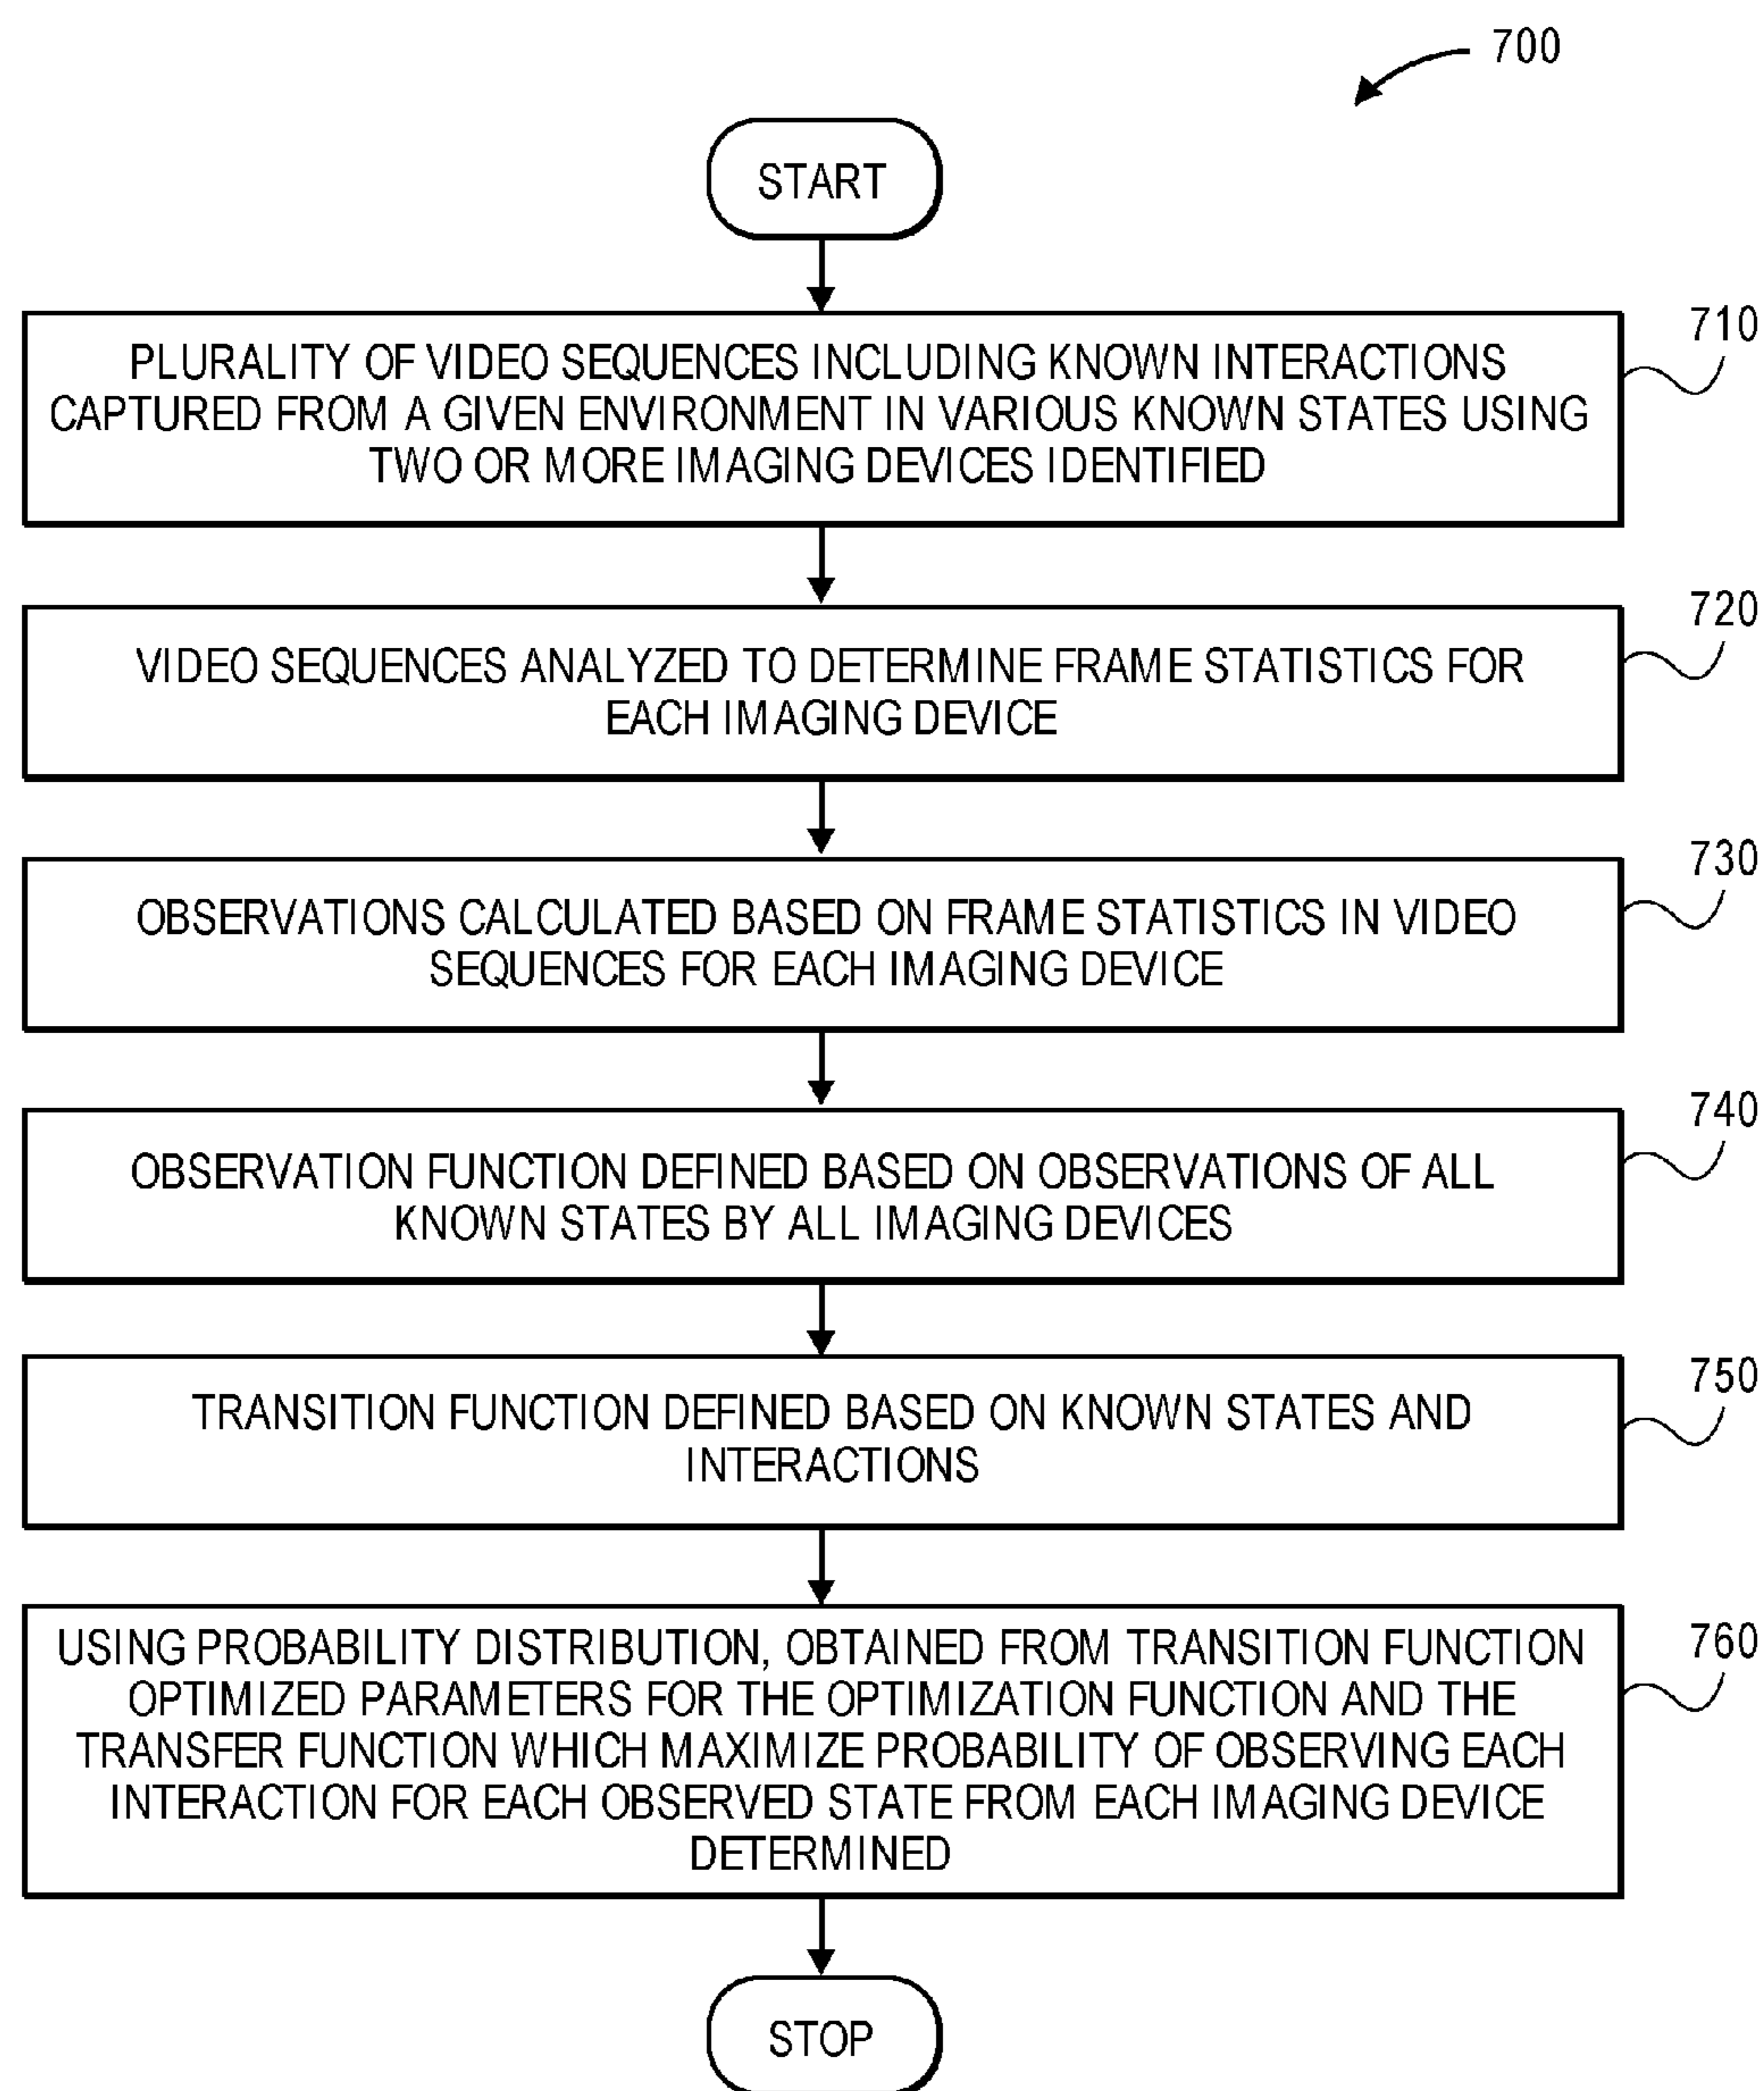 700
START
710
PLURALITY OF VIDEO SEQUENCES INCLUDING KNOWN INTERACTIONS
CAPTURED FROM A GIVEN ENVIRONMENT IN VARIOUS KNOWN STATES USING
TWO OR MORE IMAGING DEVICES IDENTIFIED
720
VIDEO SEQUENCES ANALYZED TO DETERMINE FRAME STATISTICS FOR
EACH IMAGING DEVICE
730
OBSERVATIONS CALCULATED BASED ON FRAME STATISTICS IN VIDEO
SEQUENCES FOR EACH IMAGING DEVICE
740
OBSERVATION FUNCTION DEFINED BASED ON OBSERVATIONS OF ALL
KNOWN STATES BY ALL IMAGING DEVICES
750
TRANSITION FUNCTION DEFINED BASED ON KNOWN STATES AND
INTERACTIONS
760
USING PROBABILITY DISTRIBUTION, OBTAINED FROM TRANSITION FUNCTION
OPTIMIZED PARAMETERS FOR THE OPTIMIZATION FUNCTION AND THE
TRANSFER FUNCTION WHICH MAXIMIZE PROBABILITY OF OBSERVING EACH
INTERACTION FOR EACH OBSERVED STATE FROM EACH IMAGING DEVICE
DETERMINED
STOP